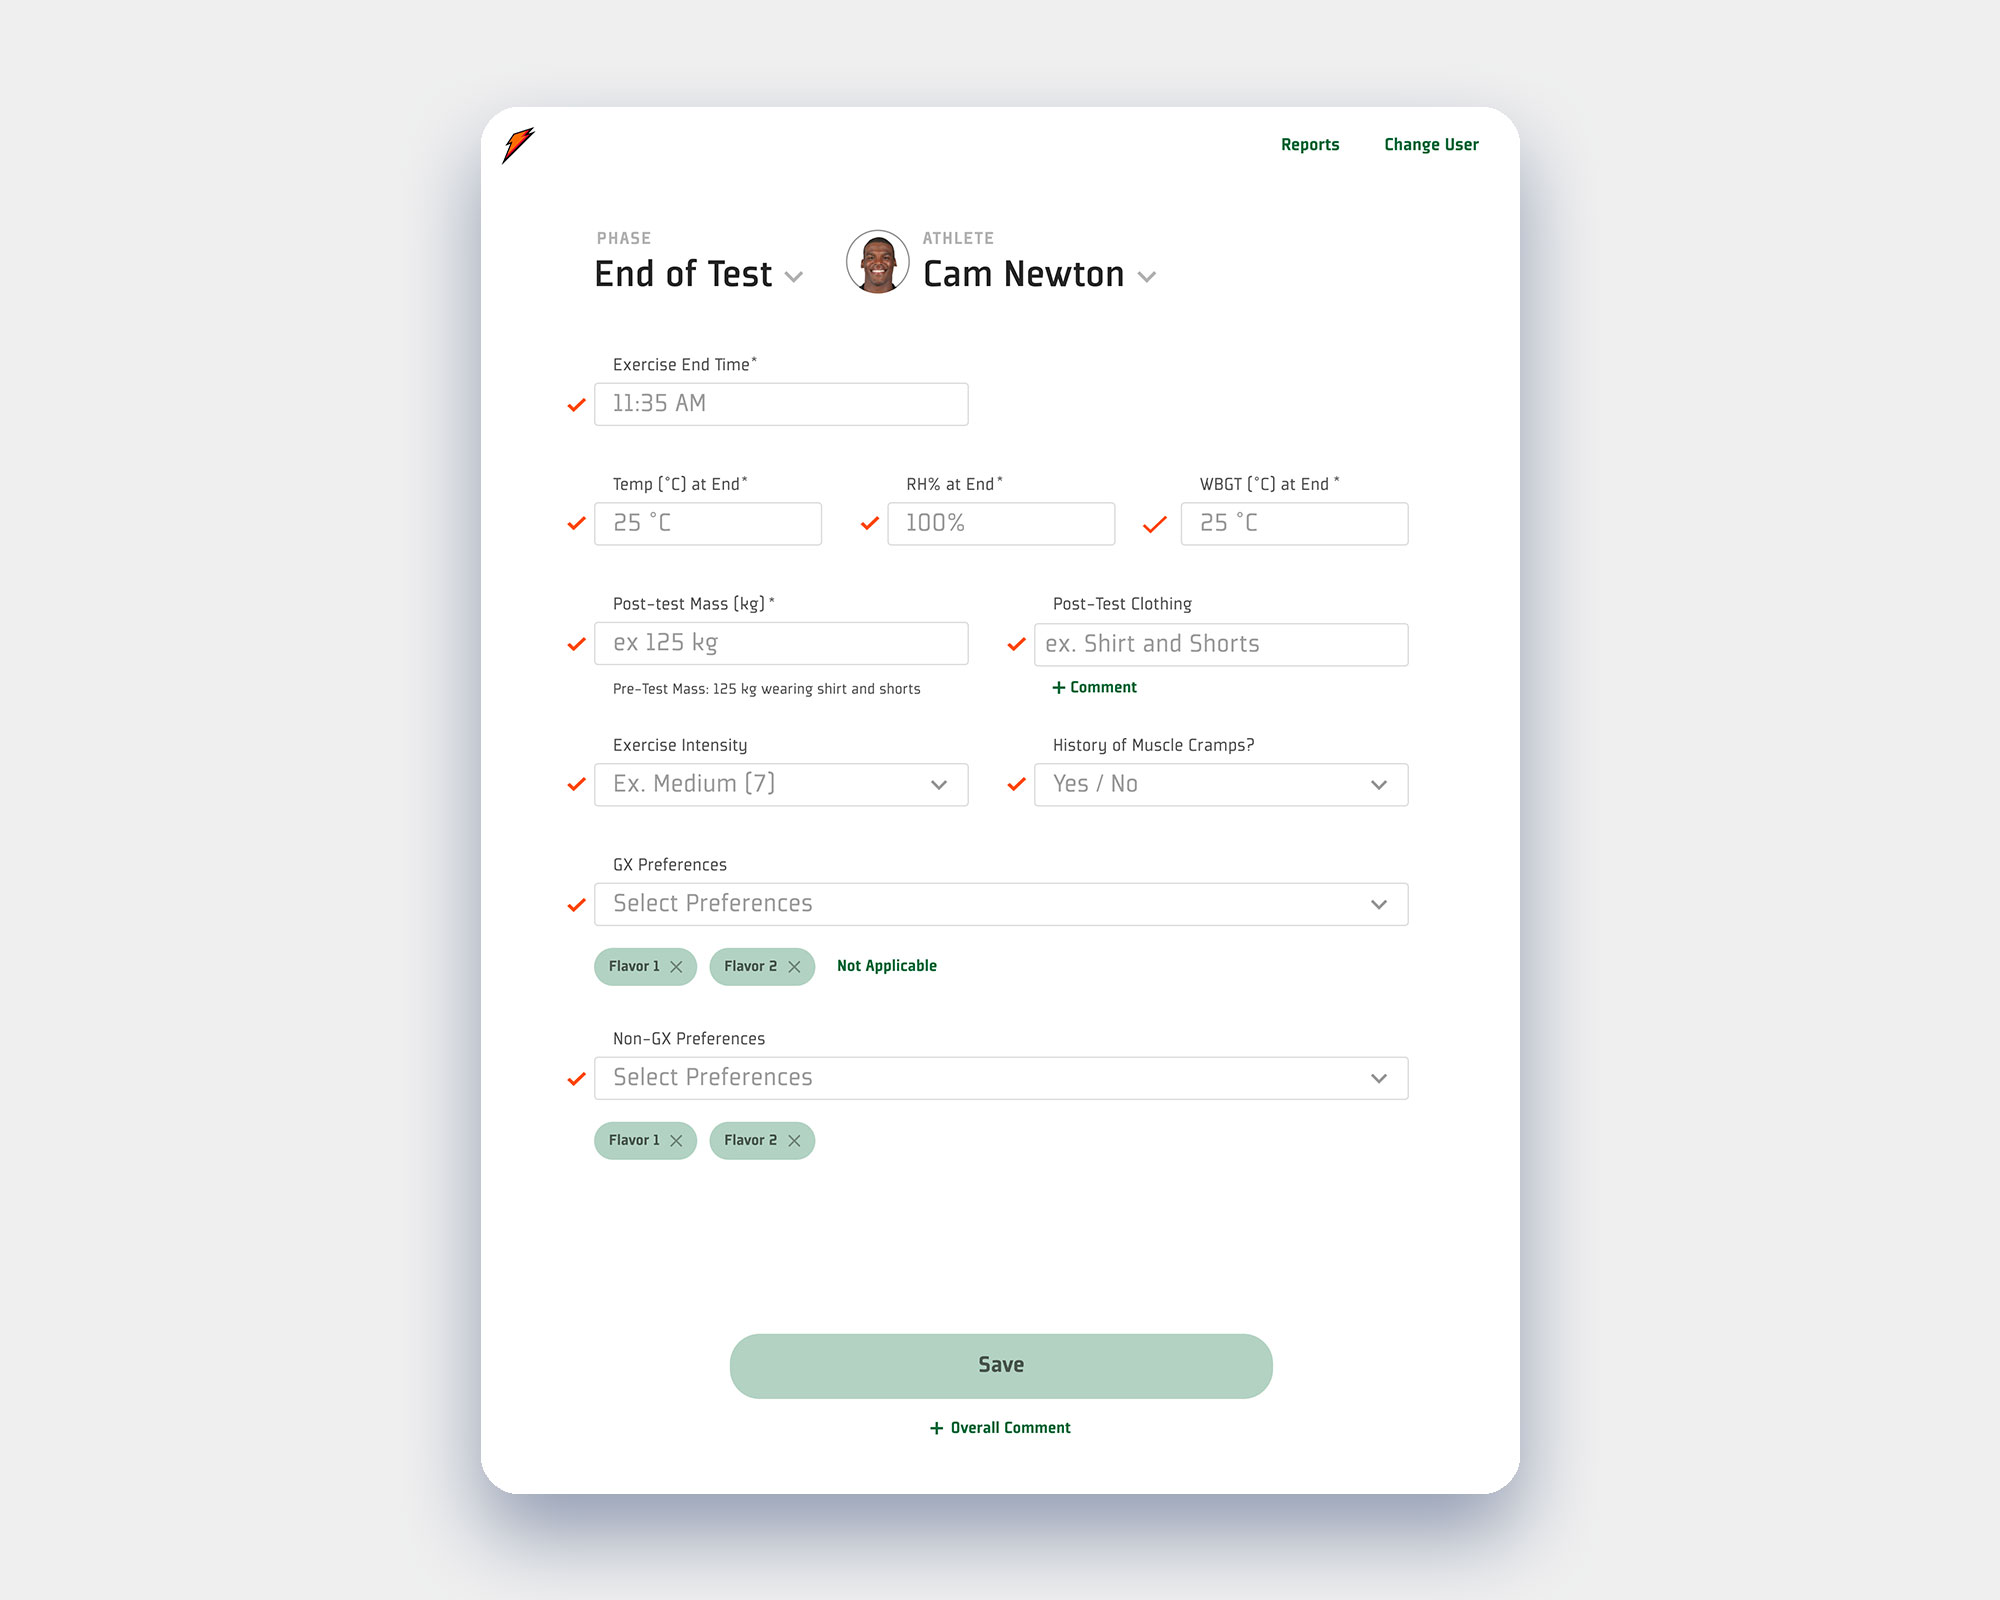 Reports Change User
PHASE
End of Test
ATHLETE
Cam Newton
Exercise End Time*
11:35 AM
Temp (°C) at End* RH% at End* WBGT (°C) at End *
25 °C 100% 25 °C
Post-test Mass (kg)* Post-Test Clothing
ex 125 kg ex. Shirt and Shorts
Pre-Test Mass: 125 kg wearing shirt and shorts + Comment
Exercise Intensity History of Muscle Cramps?
Ex. Medium (7) Yes / No
GX Preferences
Select Preferences
Flavor 1 Flavor 2 Not Applicable
Non-GX Preferences
Select Preferences
Flavor 1 Flavor 2
Save
+ Overall Comment